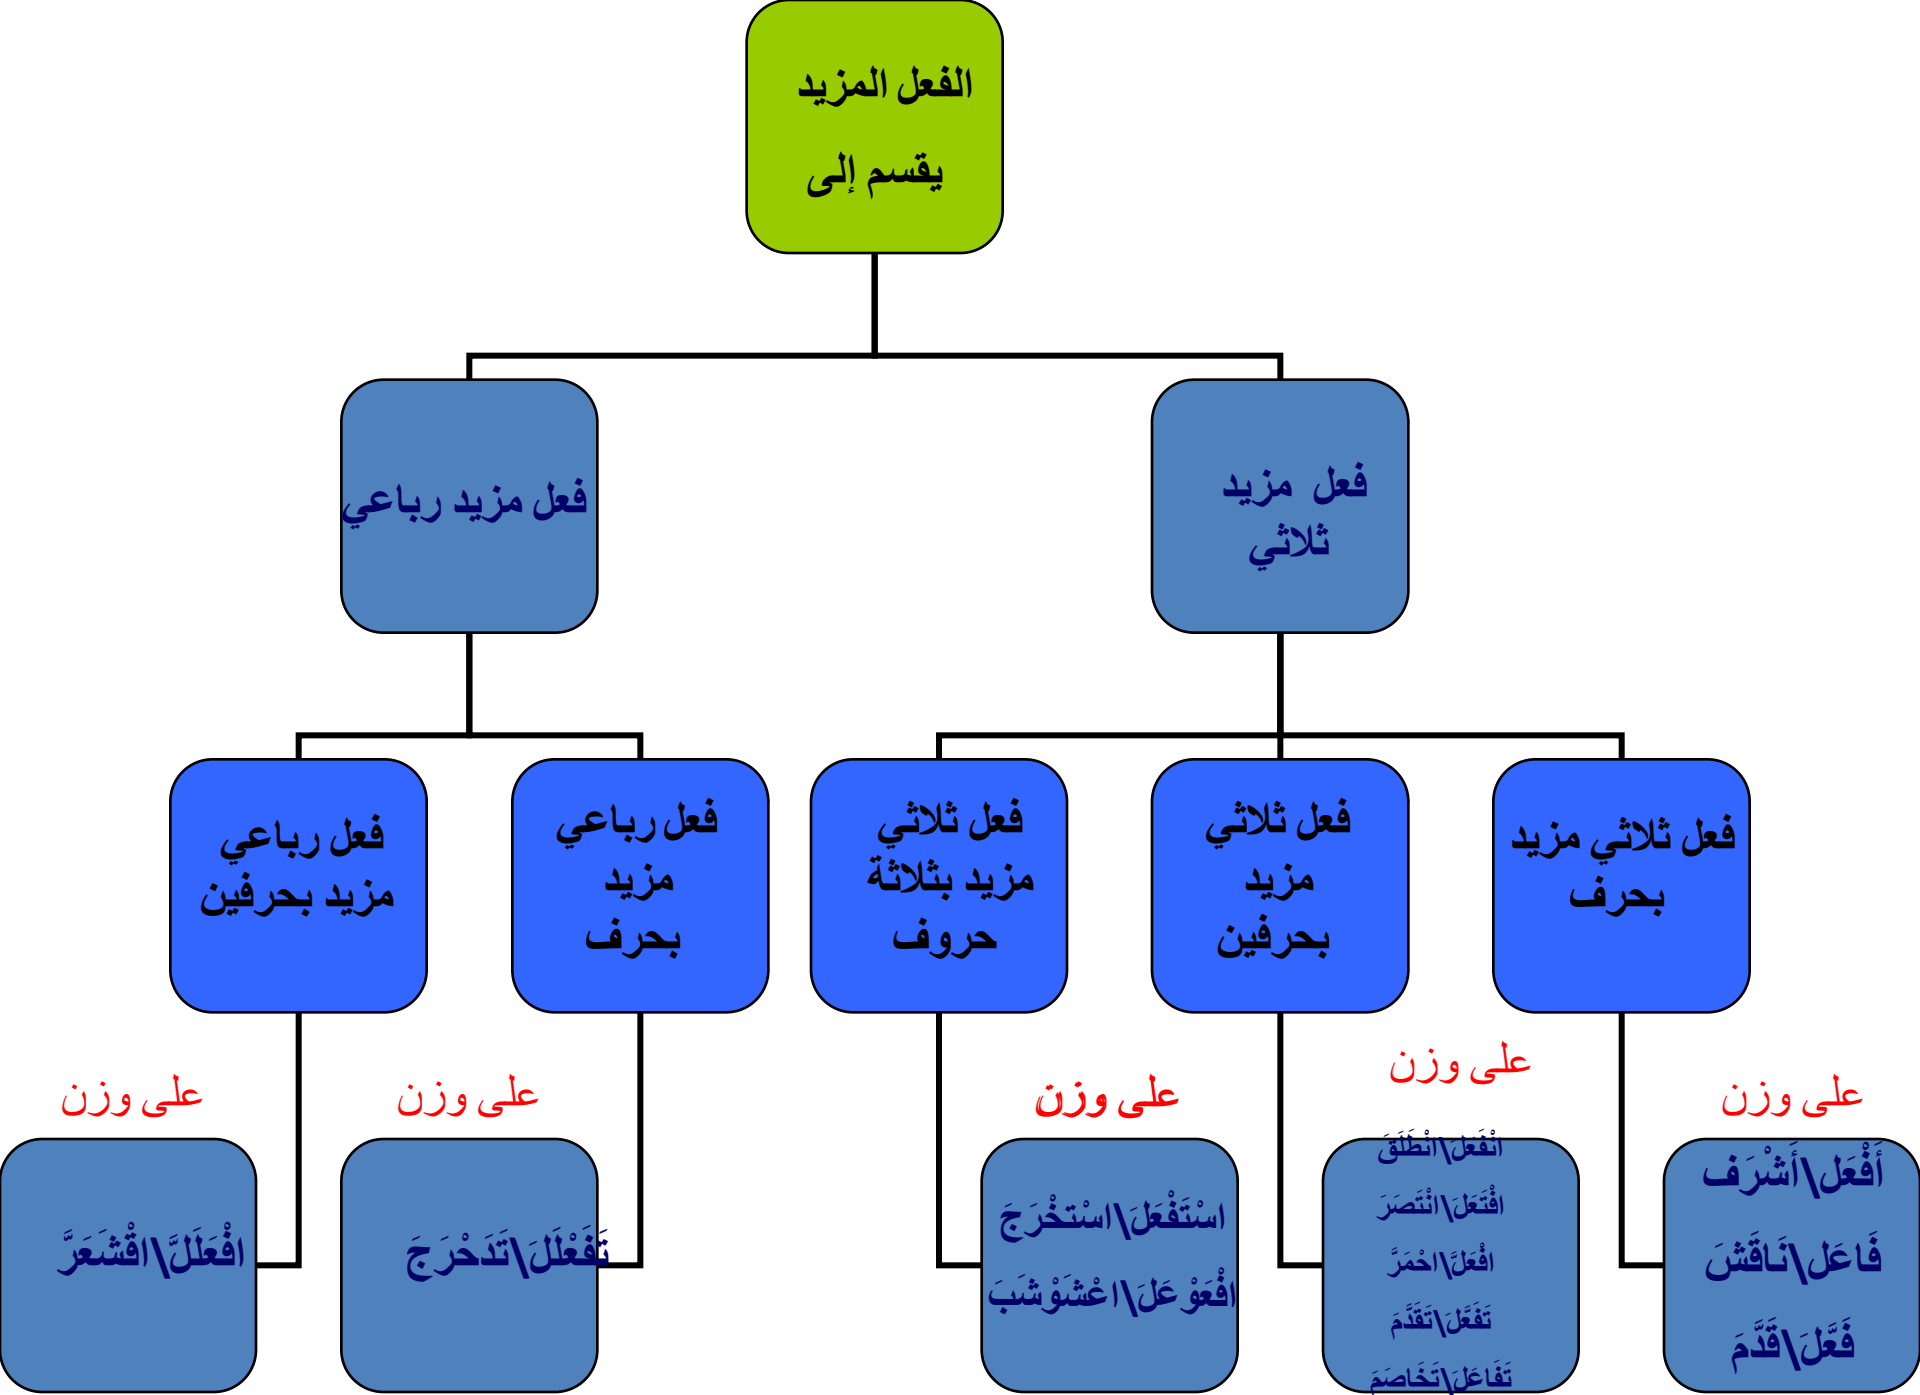 الفعل المزيد
يقسم إلى
فعل مزيد
ثلاثي
فعل مزيد رباعي
فعل ثلاثي مزيد
بحرف
فعل ثلاثي
مزيد
بحرفين
فعل ثلاثي
مزيد بثلاثة
حروف
فعل رباعي
مزيد
بحرف
فعل رباعي
مزيد بحرفين
على وزن
على وزن
على وزن
على وزن
على وزن
أَفْعَل\أَشْرَف
فَاعَل\نَاقَشَ
فَعَّلَ\قَدَّمَ
انْفَعَلَ\انْطَلَقَ
افْتَعَلَ\انْتَصَرَ
افْعَلَّ\احْمَرَّ
تَفَعَّلَ\تَقَدَّمَ
تَفَاعَلَ\تَخَاصَمَ
اسْتَفْعَلَ\اسْتخْرَجَ
افْعَوْعَلَ\اعْشَوْشَبَ
تَفَعْلَلَ\تَدَحْرَجَ
افْعَلَلَّ\اقْشَعَرَّ